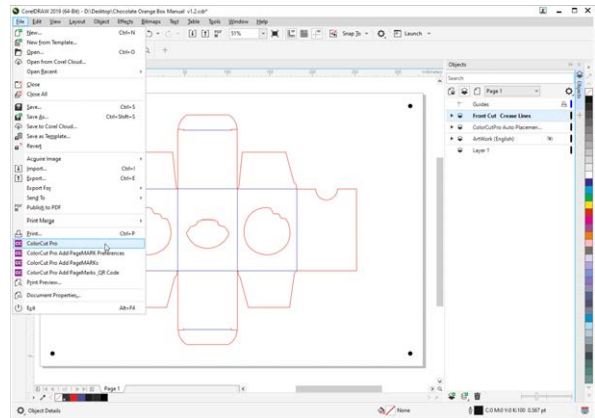 CorelDRAW 2019 (64-Bit) - D:\Desktop\Chocolate Orange Box Manual v1.2.cdr*
File Edit View Layout Object Effects Bitmaps Text Table Tools Window Help
New... Ctrl+N
New from Template...
Open... Ctrl+O
Open from Corel Cloud...
Open Recent
Close
Close All
Save... Ctrl+S
Save As... Ctrl+Shift+S
Save to Corel Cloud...
Save as Template...
Revert
Acquire Image
Import... Ctrl+I
Export... Ctrl+E
Export For
Send To
Publish to PDF
Print Merge
Print... Ctrl+P
ColorCut Pro
ColorCut Pro Add PageMARK Preferences
ColorCut Pro Add PageMARKs
ColorCut Pro Add PageMarks_QR Code
Print Preview...
Document Properties...
Exit Alt+F4
51% Snap To Launch
Objects
Search
Page 1
Guides
Front Cut Crease Lines
ColorCutPro Auto Placemen...
ArtWork (English)
Layer 1
Objects
Page 1
Object Details
None
C:0 M:0 Y:0 K:100 0.567 pt